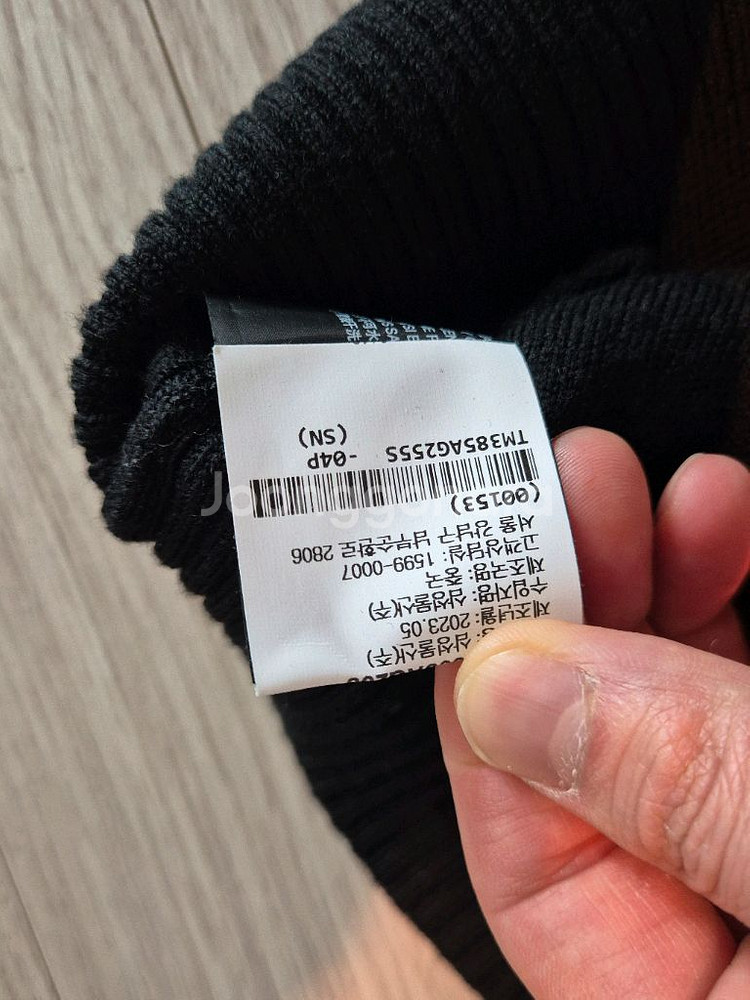 삼성물산(주)
제조년월: 2023.05
수입자명: 삼성물산(주)
제조국명: 중국
고객상담실: 1599-0007
서울 강남구 남부순환로 2806
(00153)
TM385AG255S -04P
(SN)
Joonggonara